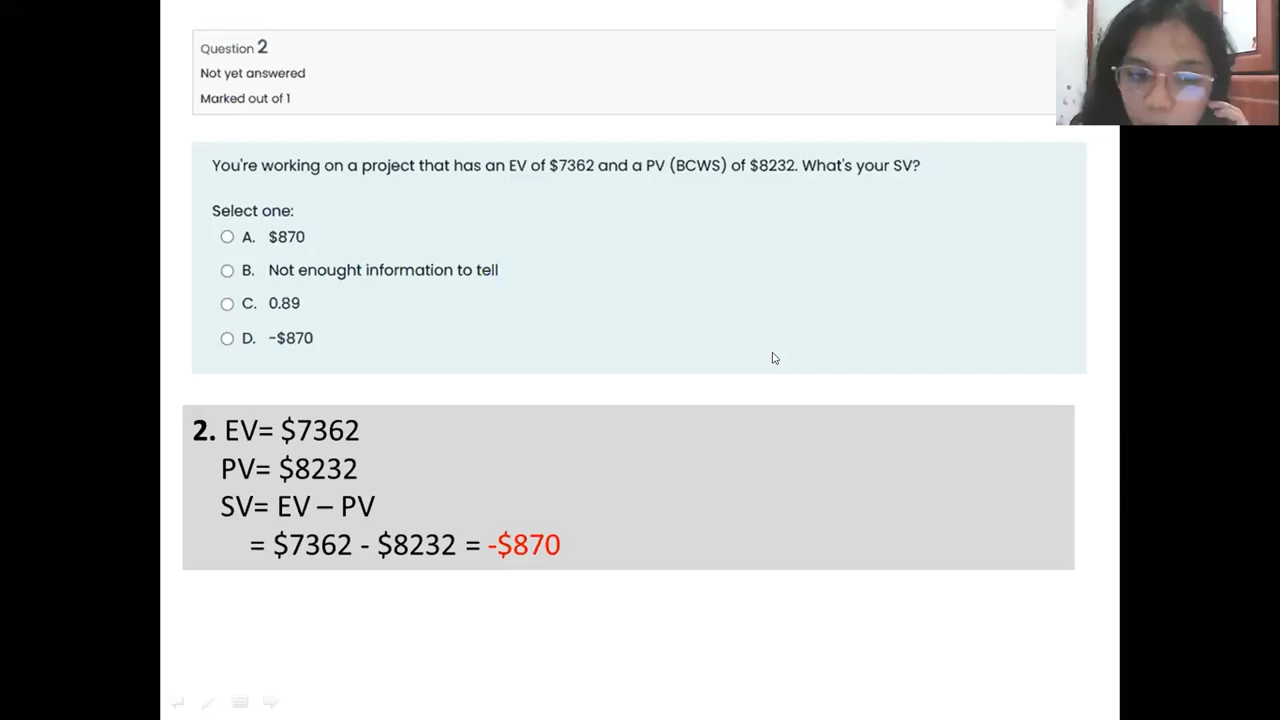 Question 2
Not yet answered
Marked out of 1
You're working on a project that has an EV of $7362 and a PV (BCWS) of $8232. What's your SV?
Select one:
A. $870
B. Not enought information to tell
C. 0.89
D. -$870
2. EV= $7362
PV= $8232
SV= EV – PV
= $7362 - $8232 = -$870